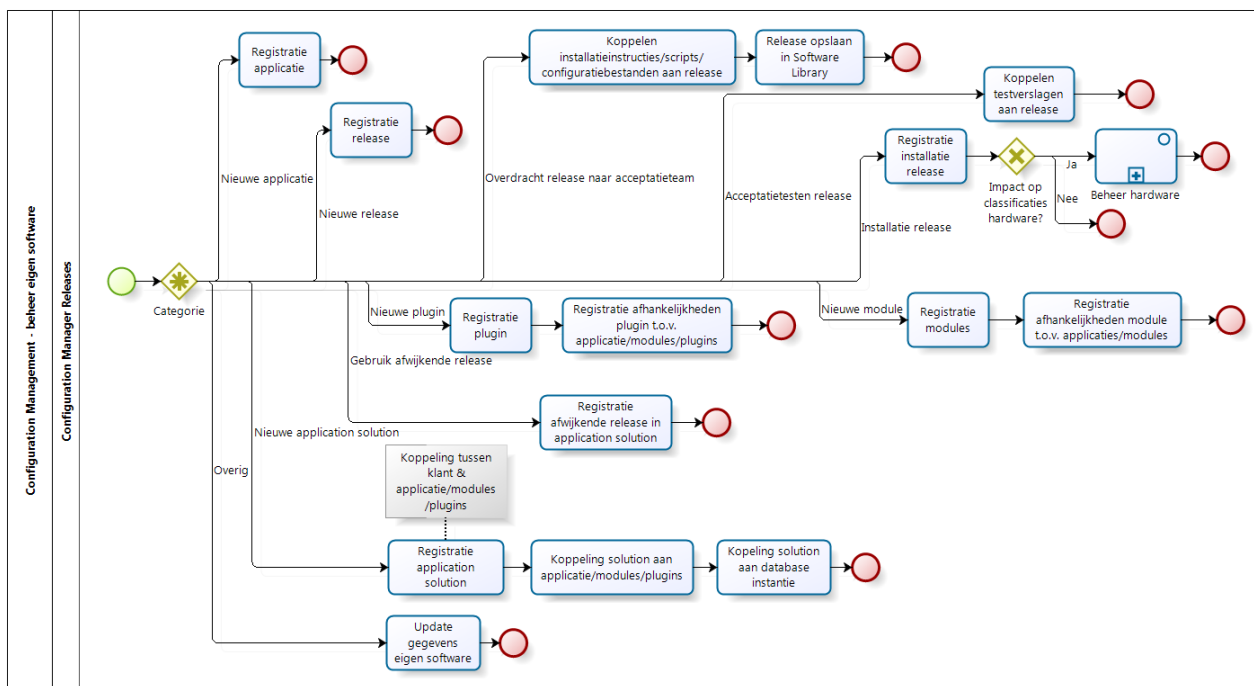 Configuration Management - beheer eigen software
Configuration Manager Releases
Registratie
applicatie
Koppelen
installatieinstructies/scripts/
configuratiebestanden aan release
Release opslaan
in Software
Library
Koppelen
testverslagen
aan release
Registratie
release
Registratie
installatie
release
Impact op
classificaties
hardware?
Ja
Nee
Beheer hardware
Nieuwe applicatie
Overdracht release naar acceptatieteam
Acceptatietesten release
Nieuwe release
Installatie release
Categorie
Nieuwe plugin
Registratie
plugin
Registratie afhankelijkheden
plugin t.o.v.
applicatie/modules/plugins
Nieuwe module
Registratie
modules
Registratie
afhankelijkheden module
t.o.v. applicaties/modules
Gebruik afwijkende release
Registratie
afwijkende release in
application solution
Nieuwe application solution
Koppeling tussen
klant &
applicatie/modules
/plugins
Overig
Registratie
application
solution
Koppeling solution aan
applicatie/modules/plugins
Kopeling solution
aan database
instantie
Update
gegevens
eigen software